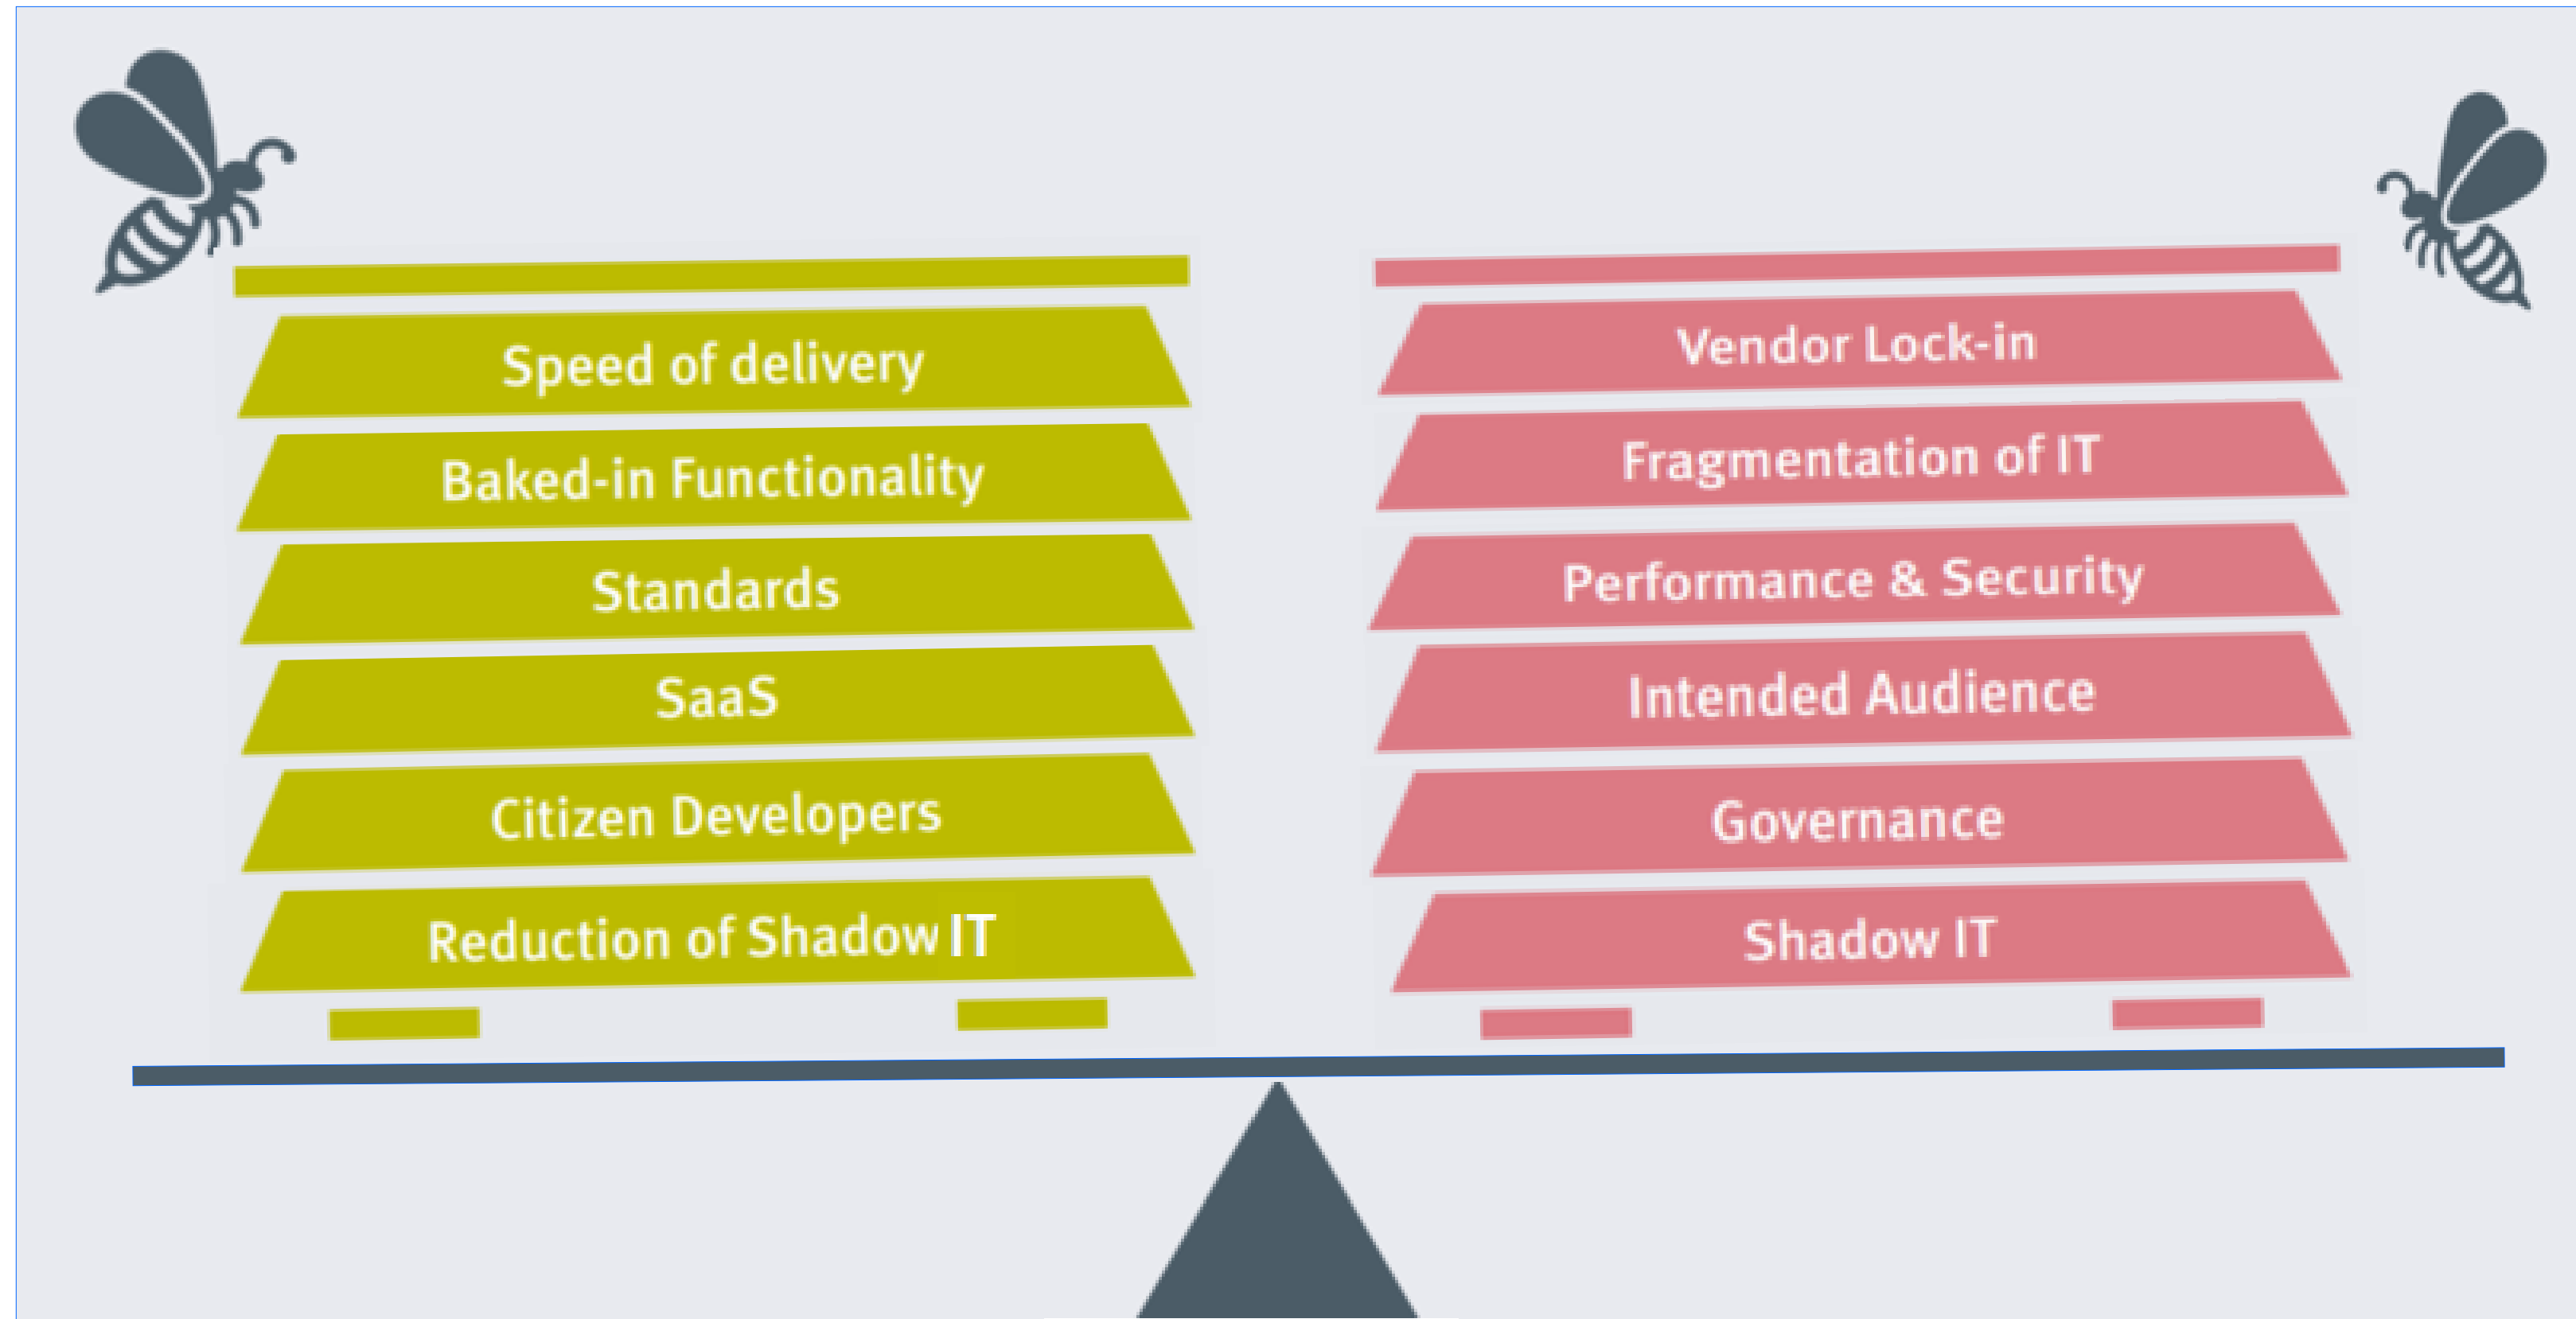 Speed of delivery
Baked-in Functionality
Standards
SaaS
Citizen Developers
Reduction of Shadow IT
Vendor Lock-in
Fragmentation of IT
Performance & Security
Intended Audience
Governance
Shadow IT